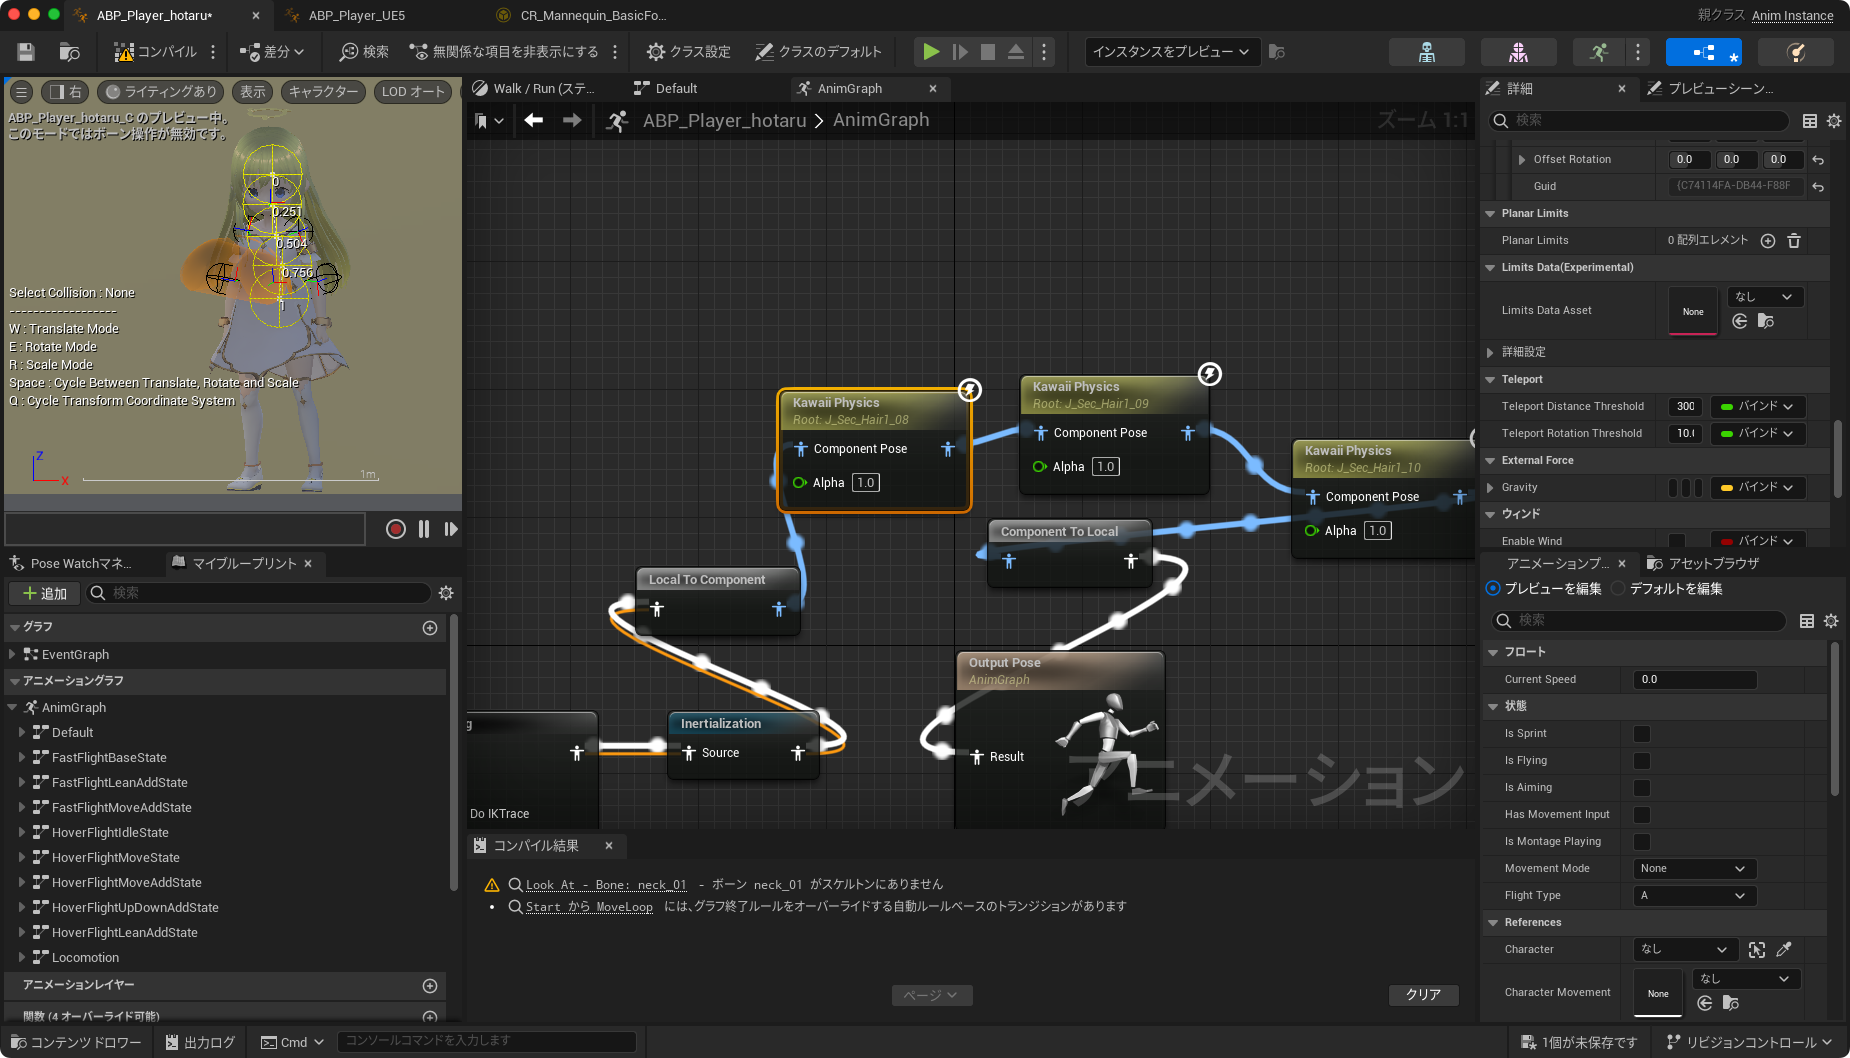 ABP_Player_hotaru*
ABP_Player_UE5
CR_Mannequin_BasicFo...
親クラス Anim Instance
コンパイル
差分
検索
無関係な項目を非表示にする
クラス設定
クラスのデフォルト
インスタンスをプレビュー
右
ライティングあり
表示
キャラクター
LOD オート
ABP_Player_hotaru_C のプレビュー中。
このモードではボーン操作が無効です。
0
0.251
0.504
0.756
1
Select Collision : None
------------------
W : Translate Mode
E : Rotate Mode
R : Scale Mode
Space : Cycle Between Translate, Rotate and Scale
Q : Cycle Transform Coordinate System
Z
X
1m
Pose Watchマネ...
マイブループリント
追加
検索
グラフ
EventGraph
アニメーショングラフ
AnimGraph
Default
FastFlightBaseState
FastFlightLeanAddState
FastFlightMoveAddState
HoverFlightIdleState
HoverFlightMoveState
HoverFlightMoveAddState
HoverFlightUpDownAddState
HoverFlightLeanAddState
Locomotion
アニメーションレイヤー
関数 (4 オーバーライド可能)
Walk / Run (ステ...
Default
AnimGraph
ABP_Player_hotaru > AnimGraph
ズーム 1:1
Kawaii Physics
Root: J_Sec_Hair1_08
Component Pose
Alpha 1.0
Kawaii Physics
Root: J_Sec_Hair1_09
Component Pose
Alpha 1.0
Kawaii Physics
Root: J_Sec_Hair1_10
Component Pose
Alpha 1.0
Component To Local
Local To Component
Inertialization
Source
Do IKTrace
Output Pose
AnimGraph
Result
アニメーション
コンパイル結果
Look At - Bone: neck_01 - ボーン neck_01 がスケルトンにありません
Start から MoveLoop には、グラフ終了ルールをオーバーライドする自動ルールベースのトランジションがあります
ページ
クリア
詳細
プレビューシーン...
検索
Offset Rotation 0.0 0.0 0.0
Guid {C74114FA-DB44-F88F
Planar Limits
Planar Limits 0 配列エレメント
Limits Data(Experimental)
Limits Data Asset None なし
詳細設定
Teleport
Teleport Distance Threshold 300 バインド
Teleport Rotation Threshold 10.( バインド
External Force
Gravity バインド
ウィンド
Enable Wind バインド
アニメーションプ...
アセットブラウザ
プレビューを編集 デフォルトを編集
検索
フロート
Current Speed 0.0
状態
Is Sprint
Is Flying
Is Aiming
Has Movement Input
Is Montage Playing
Movement Mode None
Flight Type A
References
Character なし
Character Movement None なし
コンテンツドロワー
出力ログ
Cmd
コンソールコマンドを入力します
1個が未保存です
リビジョンコントロール